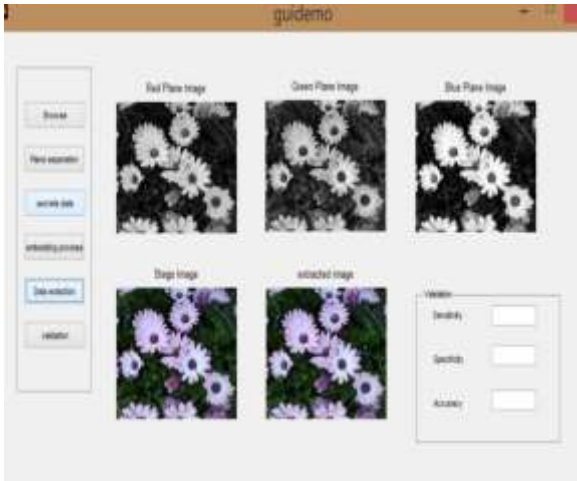 guidemo
Red Plane Image
Green Plane Image
Blue Plane Image
Browse
Plane separation
secrete data
embedding process
Data extraction
validation
Stego Image
extracted image
Validation
Sensitivity
Specificity
Accuracy